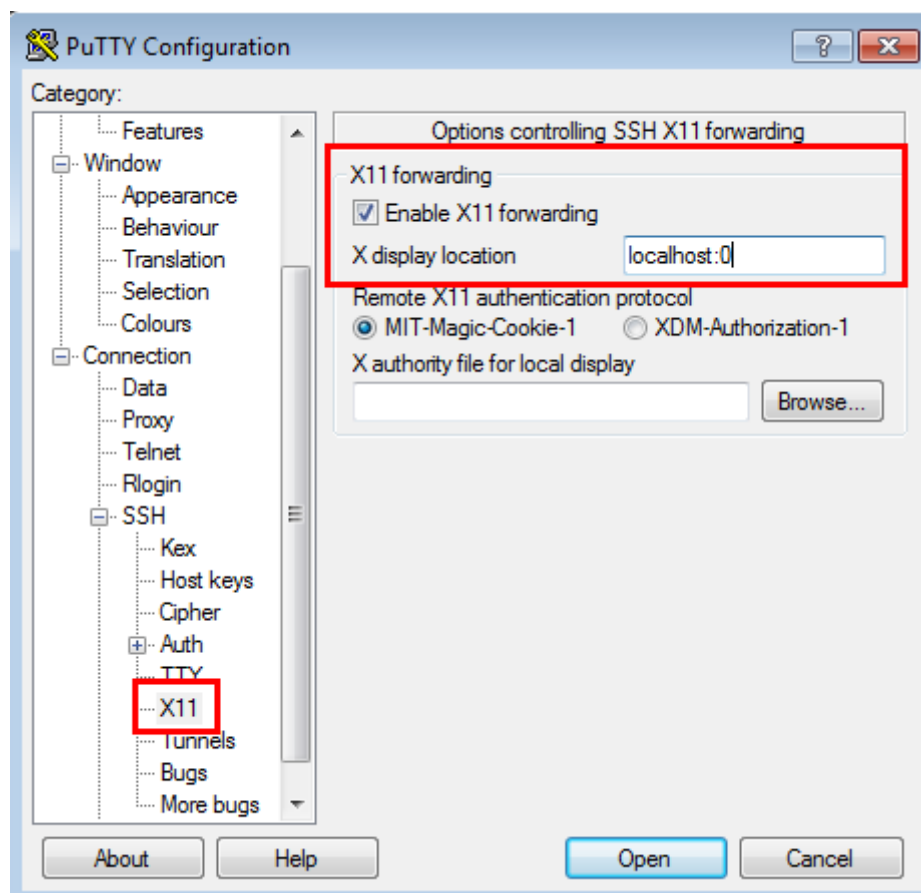 PuTTY Configuration
Category:
Features
Window
Appearance
Behaviour
Translation
Selection
Colours
Connection
Data
Proxy
Telnet
Rlogin
SSH
Kex
Host keys
Cipher
Auth
TTY
X11
Tunnels
Bugs
More bugs
Options controlling SSH X11 forwarding
X11 forwarding
Enable X11 forwarding
X display location localhost:0
Remote X11 authentication protocol
MIT-Magic-Cookie-1 XDM-Authorization-1
X authority file for local display
Browse...
About Help Open Cancel